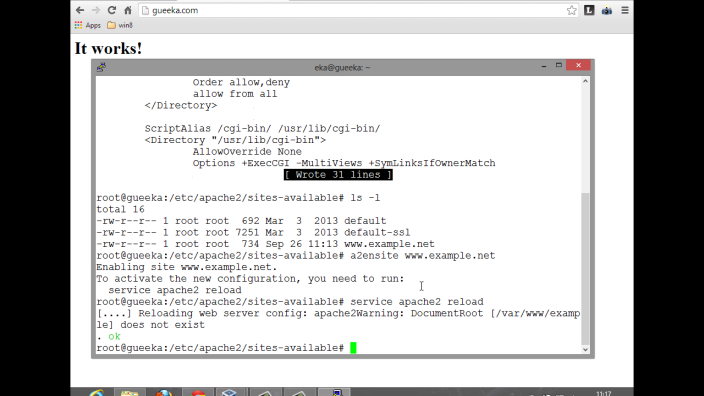 gueeka.com
Apps
win8
It works!
eka@gueeka: ~
Order allow,deny
allow from all
</Directory>
ScriptAlias /cgi-bin/ /usr/lib/cgi-bin/
<Directory "/usr/lib/cgi-bin">
AllowOverride None
Options +ExecCGI -MultiViews +SymLinksIfOwnerMatch
[ Wrote 31 lines ]
root@gueeka:/etc/apache2/sites-available# ls -l
total 16
-rw-r--r-- 1 root root  692 Mar  3  2013 default
-rw-r--r-- 1 root root 7251 Mar  3  2013 default-ssl
-rw-r--r-- 1 root root  734 Sep 26 11:13 www.example.net
root@gueeka:/etc/apache2/sites-available# a2ensite www.example.net
Enabling site www.example.net.
To activate the new configuration, you need to run:
service apache2 reload
root@gueeka:/etc/apache2/sites-available# service apache2 reload
[....] Reloading web server config: apache2Warning: DocumentRoot [/var/www/examp
le] does not exist
. ok
root@gueeka:/etc/apache2/sites-available#
11:17